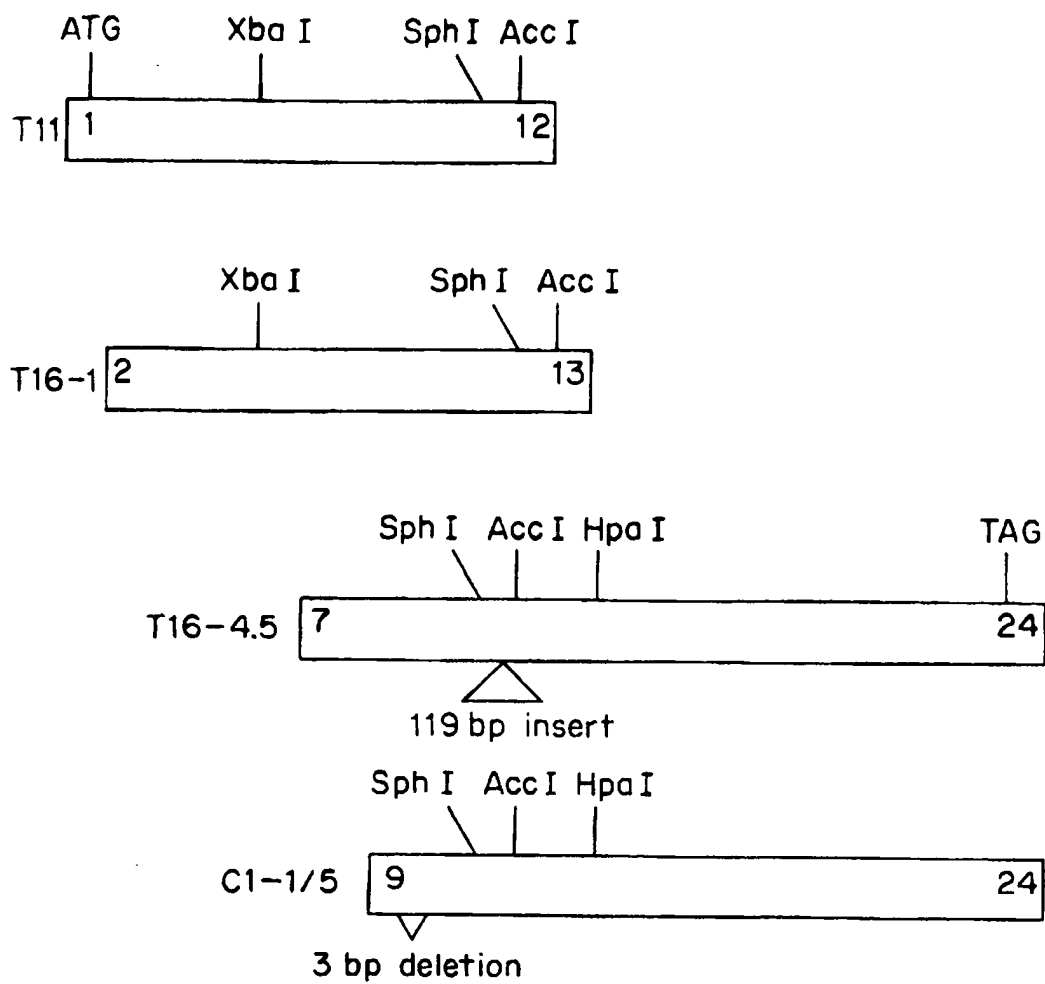 ATG Xba I Sph I Acc I
T11 1 12
Xba I Sph I Acc I
T16-1 2 13
Sph I Acc I Hpa I TAG
T16-4.5 7 24
119 bp insert
Sph I Acc I Hpa I
C1-1/5 9 24
3 bp deletion